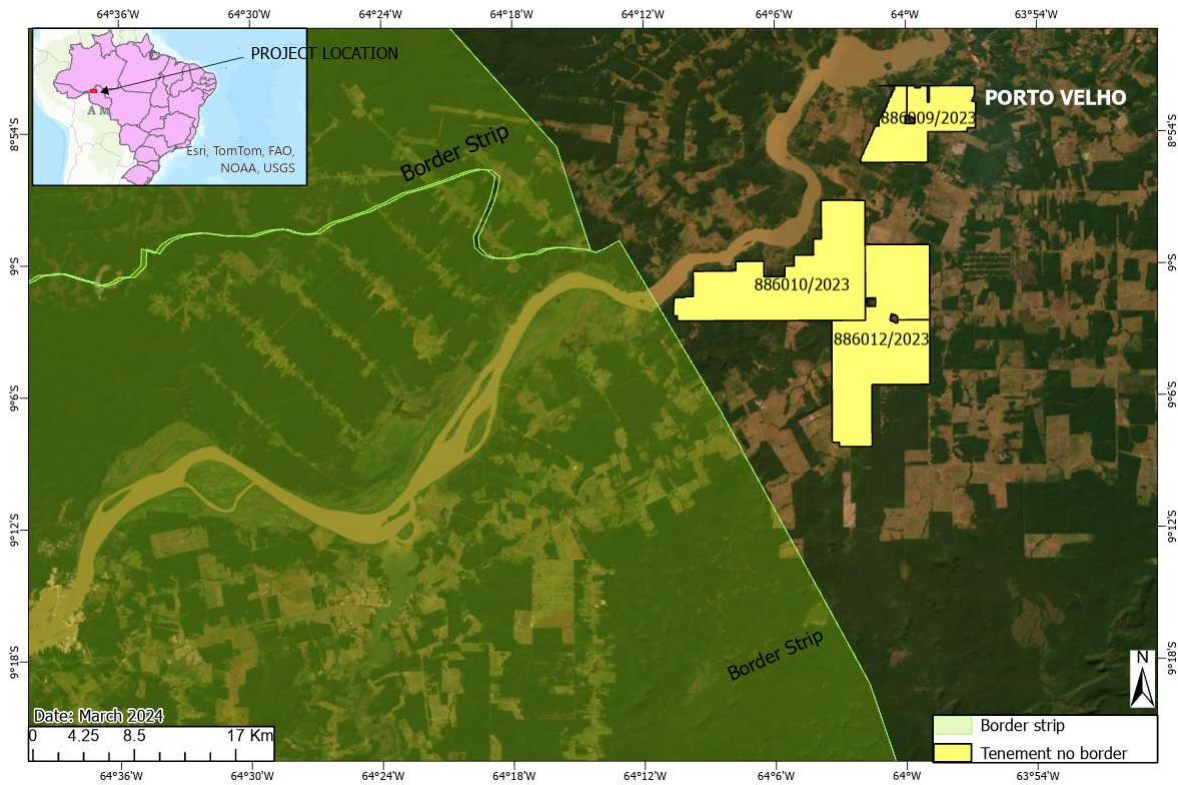 64°36'W 64°30'W 64°24'W 64°18'W 64°12'W 64°6'W 64°W 63°54'W
PROJECT LOCATION
A M
Esri, TomTom, FAO,
NOAA, USGS
Border Strip
PORTO VELHO
886009/2023
8°54'S 8°54'S
9°S 9°S
886010/2023
886012/2023
9°6'S 9°6'S
9°12'S 9°12'S
Border Strip
9°18'S 9°18'S
N
Date: March 2024
0 4.25 8.5 17 Km
Border strip
Tenement no border
64°36'W 64°30'W 64°24'W 64°18'W 64°12'W 64°6'W 64°W 63°54'W